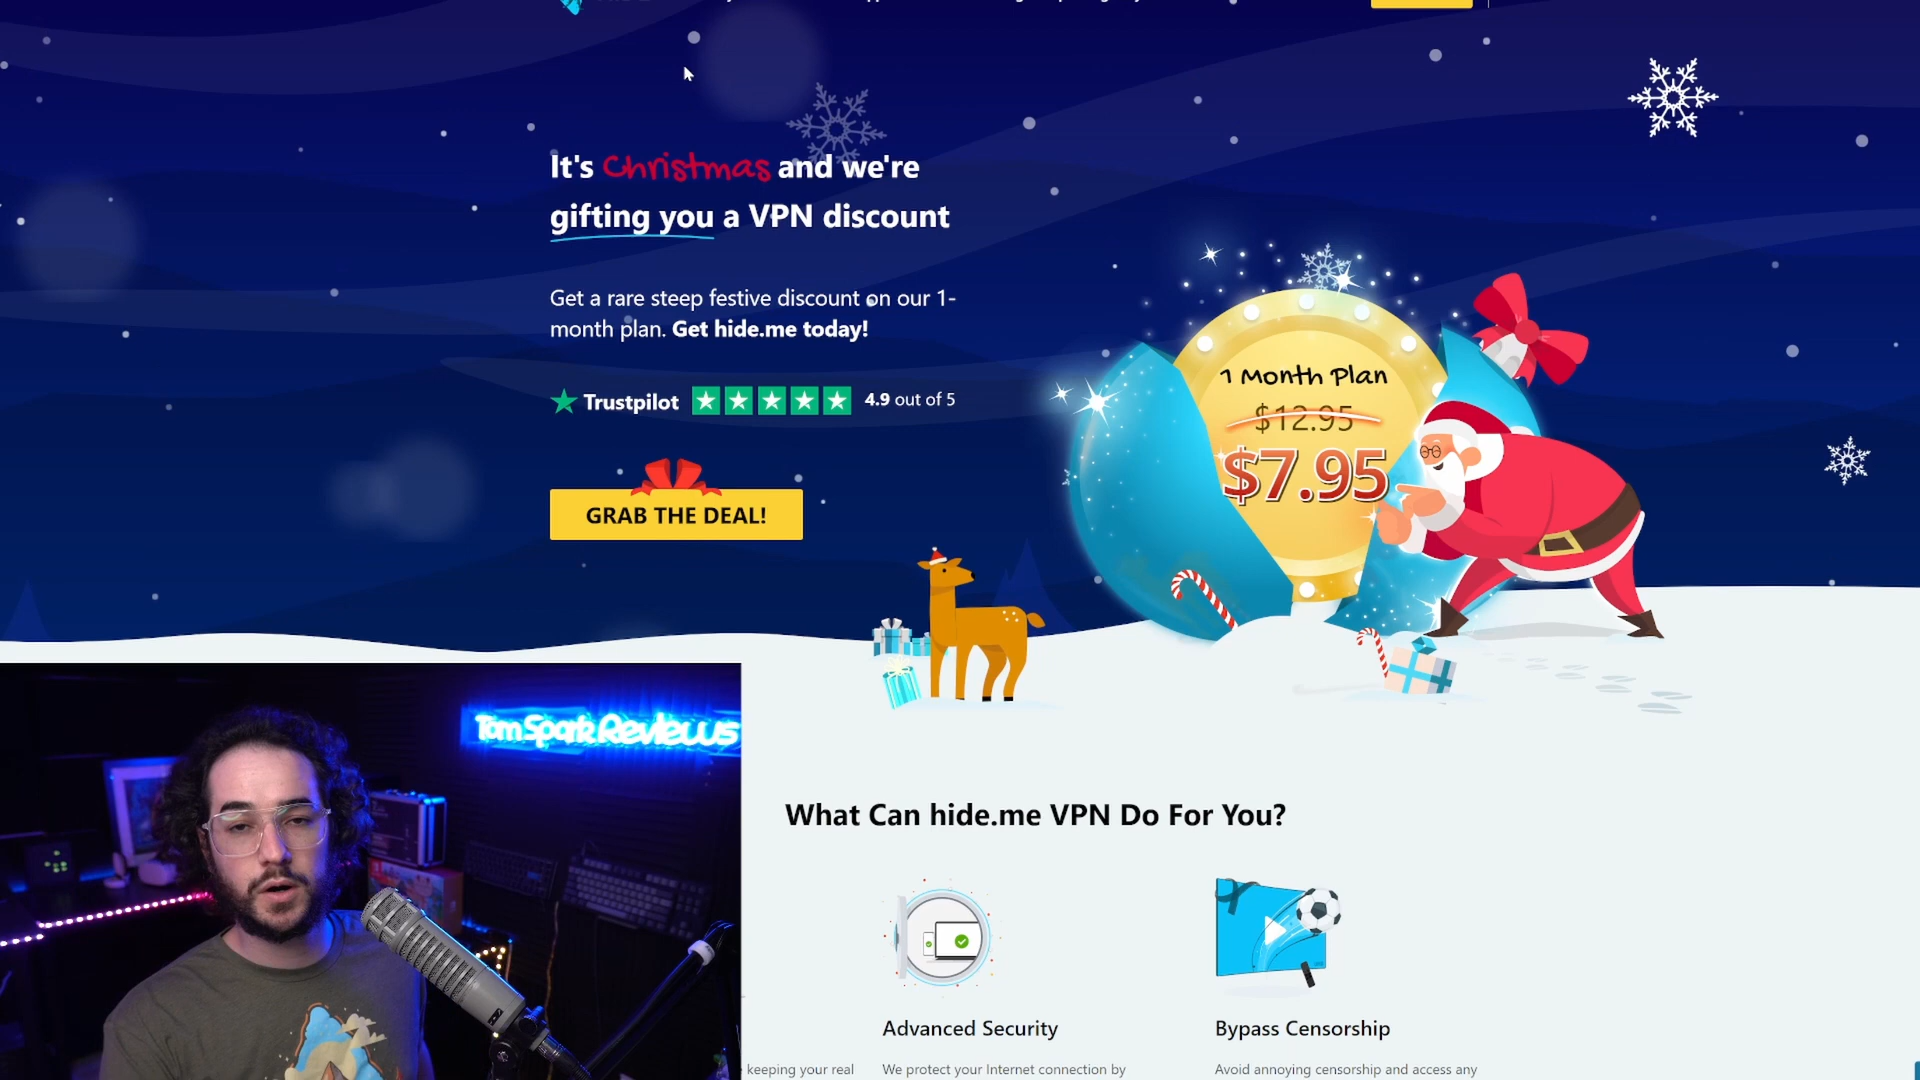 It's Christmas and we're
gifting you a VPN discount
Get a rare steep festive discount on our 1-
month plan. Get hide.me today!
Trustpilot 4.9 out of 5
GRAB THE DEAL!
1 Month Plan
$12.95
$7.95
Tom Spark Reviews
What Can hide.me VPN Do For You?
Advanced Security
Bypass Censorship
keeping your real
We protect your Internet connection by
Avoid annoying censorship and access any